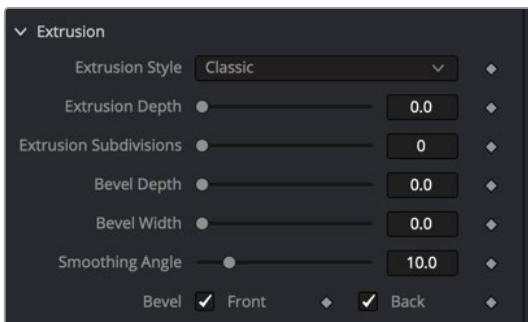 Extrusion
Extrusion Style Classic
Extrusion Depth 0.0
Extrusion Subdivisions 0
Bevel Depth 0.0
Bevel Width 0.0
Smoothing Angle 10.0
Bevel Front Back